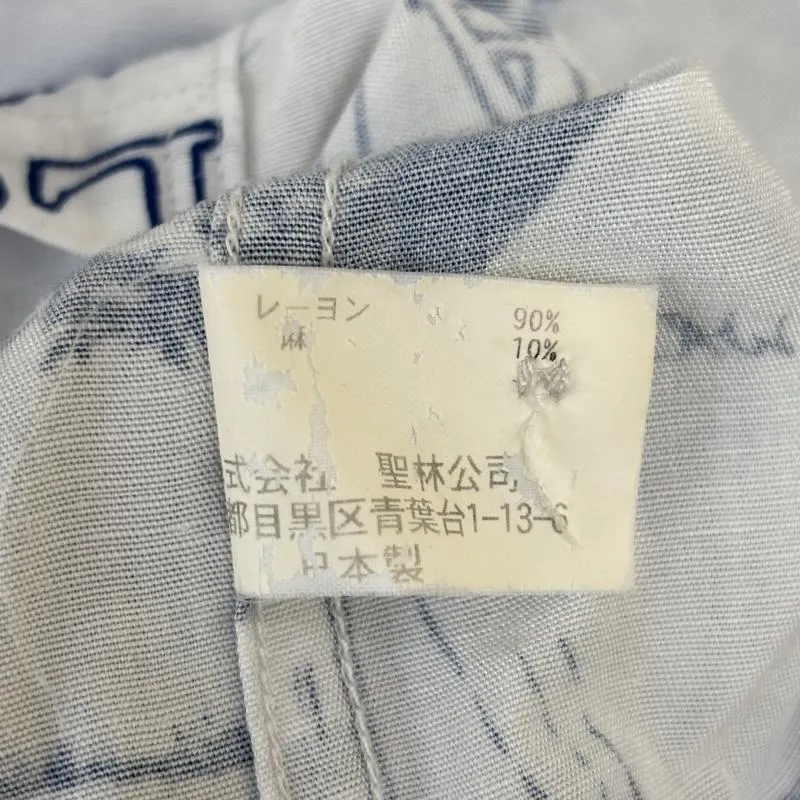 レーヨン 90%
麻 10%
式会社 聖林公司
都目黒区青葉台1-13-6
日本製